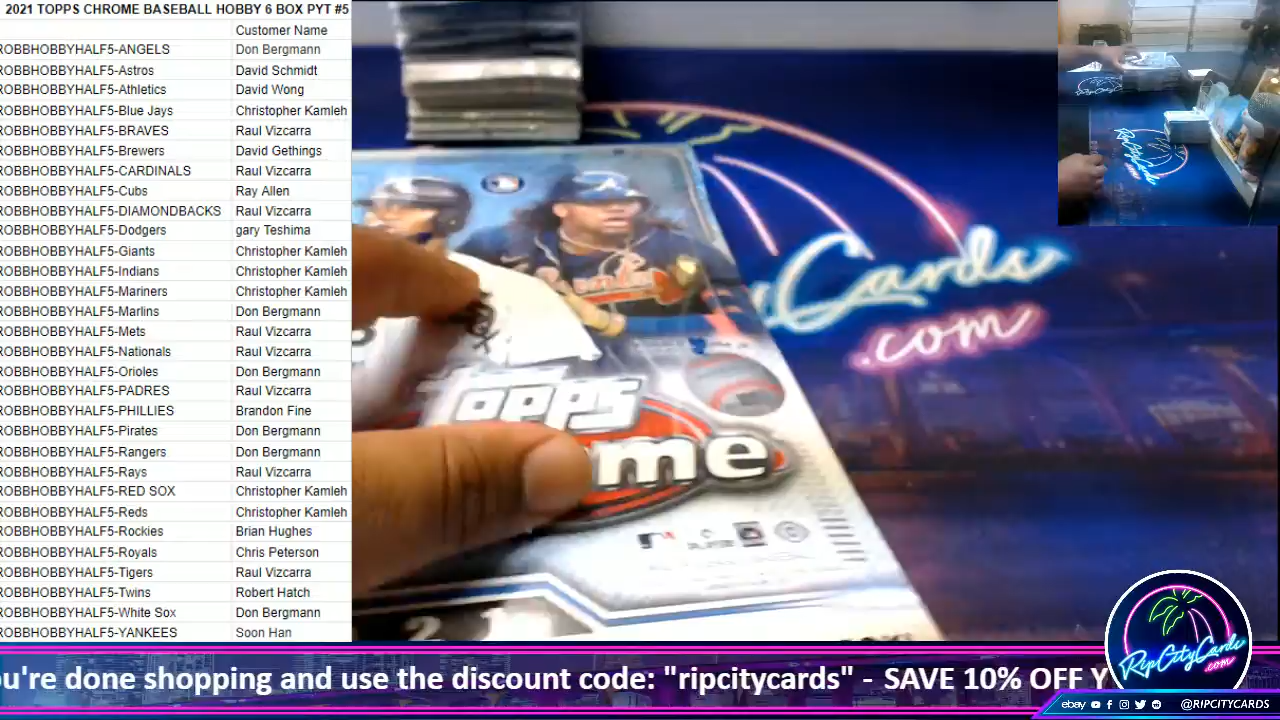 2021 TOPPS CHROME BASEBALL HOBBY 6 BOX PYT #5
Customer Name
ROBBHOBBYHALF5-ANGELS Don Bergmann
ROBBHOBBYHALF5-Astros David Schmidt
ROBBHOBBYHALF5-Athletics David Wong
ROBBHOBBYHALF5-Blue Jays Christopher Kamleh
ROBBHOBBYHALF5-BRAVES Raul Vizcarra
ROBBHOBBYHALF5-Brewers David Gethings
ROBBHOBBYHALF5-CARDINALS Raul Vizcarra
ROBBHOBBYHALF5-Cubs Ray Allen
ROBBHOBBYHALF5-DIAMONDBACKS Raul Vizcarra
ROBBHOBBYHALF5-Dodgers gary Teshima
ROBBHOBBYHALF5-Giants Christopher Kamleh
ROBBHOBBYHALF5-Indians Christopher Kamleh
ROBBHOBBYHALF5-Mariners Christopher Kamleh
ROBBHOBBYHALF5-Marlins Don Bergmann
ROBBHOBBYHALF5-Mets Raul Vizcarra
ROBBHOBBYHALF5-Nationals Raul Vizcarra
ROBBHOBBYHALF5-Orioles Don Bergmann
ROBBHOBBYHALF5-PADRES Raul Vizcarra
ROBBHOBBYHALF5-PHILLIES Brandon Fine
ROBBHOBBYHALF5-Pirates Don Bergmann
ROBBHOBBYHALF5-Rangers Don Bergmann
ROBBHOBBYHALF5-Rays Raul Vizcarra
ROBBHOBBYHALF5-RED SOX Christopher Kamleh
ROBBHOBBYHALF5-Reds Christopher Kamleh
ROBBHOBBYHALF5-Rockies Brian Hughes
ROBBHOBBYHALF5-Royals Chris Peterson
ROBBHOBBYHALF5-Tigers Raul Vizcarra
ROBBHOBBYHALF5-Twins Robert Hatch
ROBBHOBBYHALF5-White Sox Don Bergmann
ROBBHOBBYHALF5-YANKEES Soon Han
Cards
.com
Topps
me
RipCityCards
.com
u're done shopping and use the discount code: "ripcitycards" - SAVE 10% OFF Y
ebay @RIPCITYCARDS